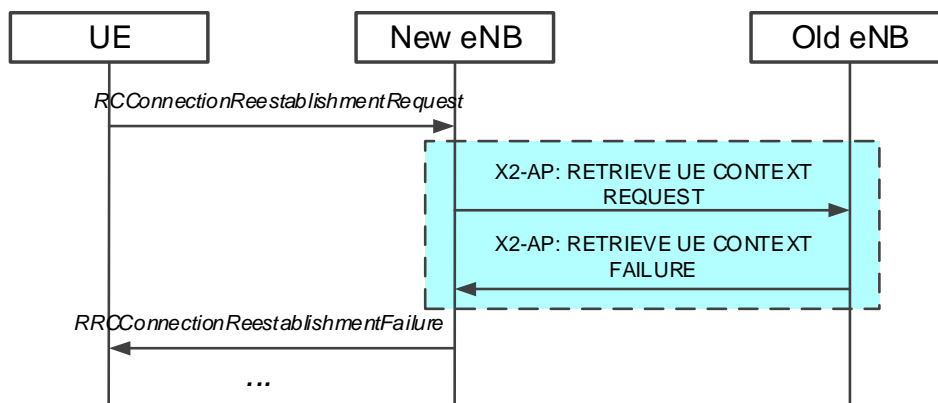 UE
New eNB
Old eNB
RCConnectionReestablishmentRequest
X2-AP: RETRIEVE UE CONTEXT
REQUEST
X2-AP: RETRIEVE UE CONTEXT
FAILURE
RRCConnectionReestablishmentFailure
...